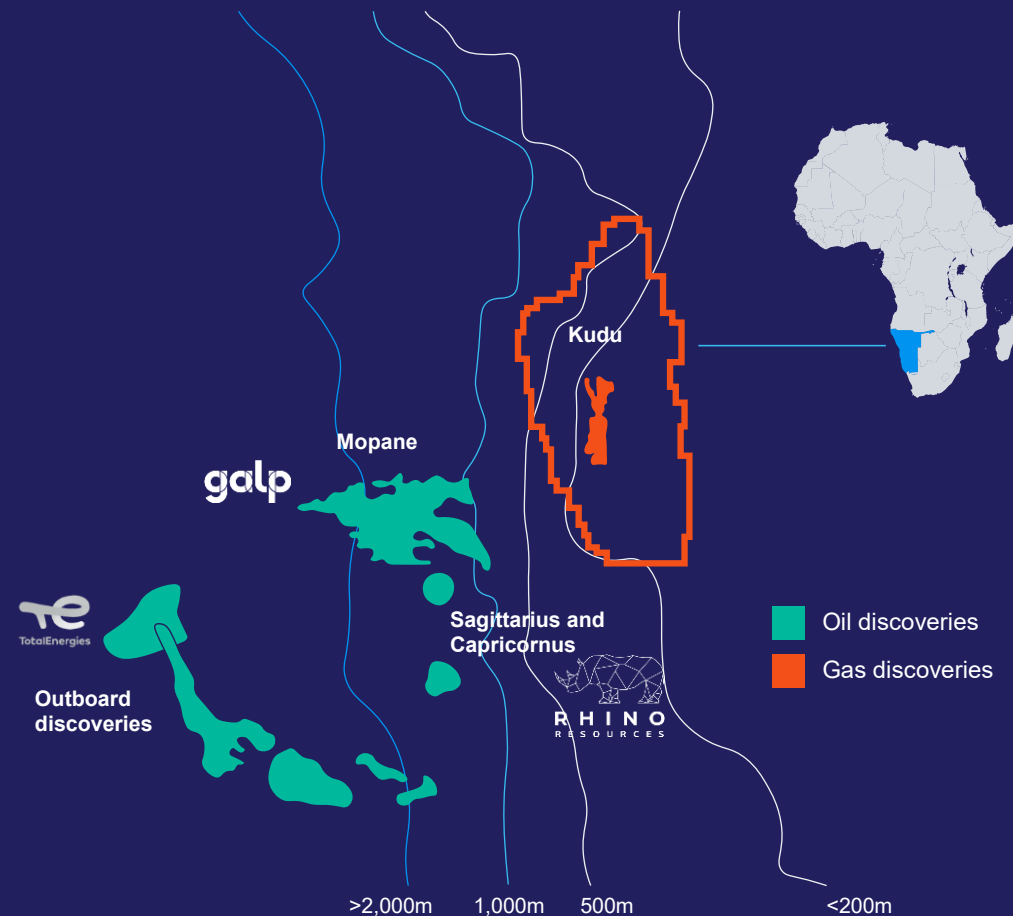 Kudu
Mopane
galp
TotalEnergies
Sagittarius and
Capricornus
Outboard
discoveries
RHINO
RESOURCES
Oil discoveries
Gas discoveries
>2,000m
1,000m
500m
<200m